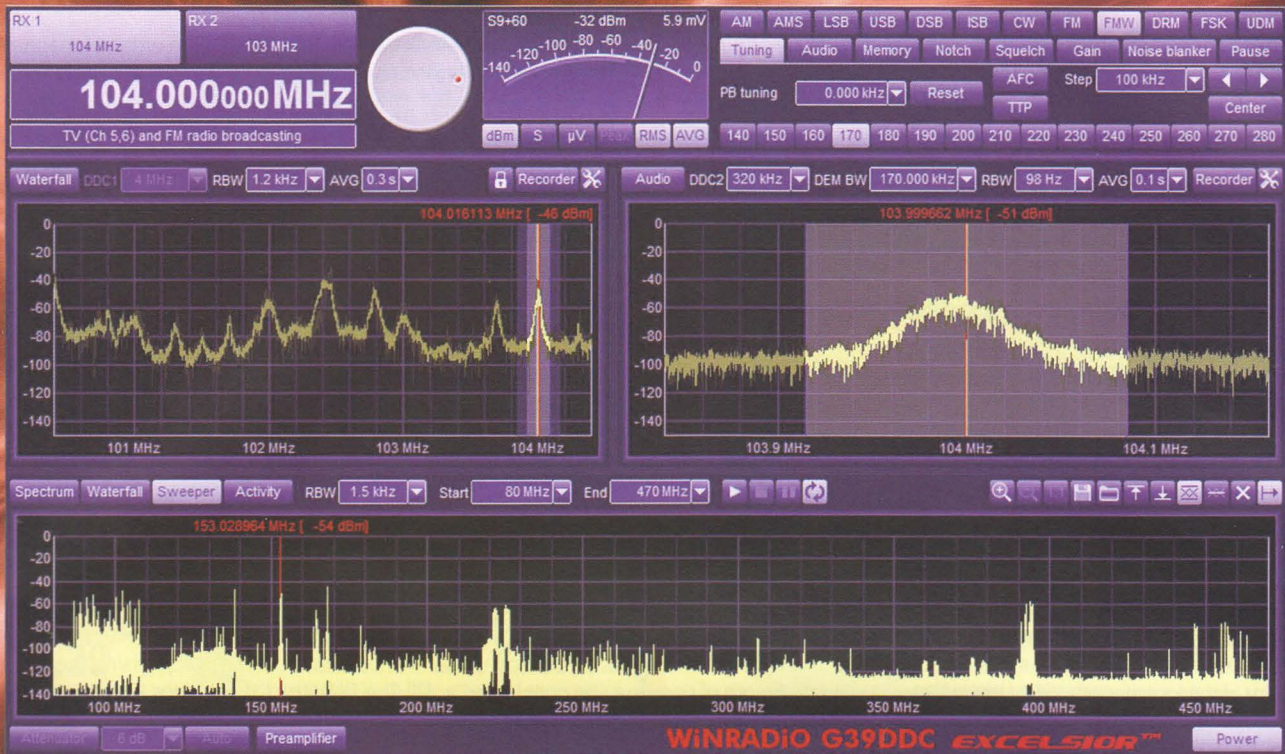 RX 1
104 MHz
RX 2
103 MHz
104.000000 MHz
TV (Ch 5,6) and FM radio broadcasting
S9+60 -32 dBm 5.9 mV
-140 -120 -100 -80 -60 -40 -20 0
dBm S µV PEAK RMS AVG
AM AMS LSB USB DSB ISB CW FM FMW DRM FSK UDM
Tuning Audio Memory Notch Squelch Gain Noise blanker Pause
PB tuning 0.000 kHz Reset AFC TTP Step 100 kHz Center
140 150 160 170 180 190 200 210 220 230 240 250 260 270 280
Waterfall DDC1 4 MHz RBW 1.2 kHz AVG 0.3 s Recorder
104.016113 MHz [ -46 dBm]
0
-20
-40
-60
-80
-100
-120
-140
101 MHz 102 MHz 103 MHz 104 MHz
Audio DDC2 320 kHz DEM BW 170.000 kHz RBW 98 Hz AVG 0.1 s Recorder
103.999662 MHz [ -51 dBm]
0
-20
-40
-60
-80
-100
-120
-140
103.9 MHz 104 MHz 104.1 MHz
Spectrum Waterfall Sweeper Activity RBW 1.5 kHz Start 80 MHz End 470 MHz
153.028964 MHz [ -54 dBm]
0
-20
-40
-60
-80
-100
-120
-140
100 MHz 150 MHz 200 MHz 250 MHz 300 MHz 350 MHz 400 MHz 450 MHz
Attenuator 6 dB Auto Preamplifier
WiNRADiO G39DDC EXCELSIOR™
Power